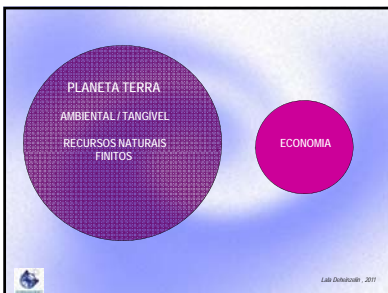 PLANETA TERRA
AMBIENTAL / TANGÍVEL
RECURSOS NATURAIS
FINITOS
ECONOMIA
Lala Deheinzelin , 2011